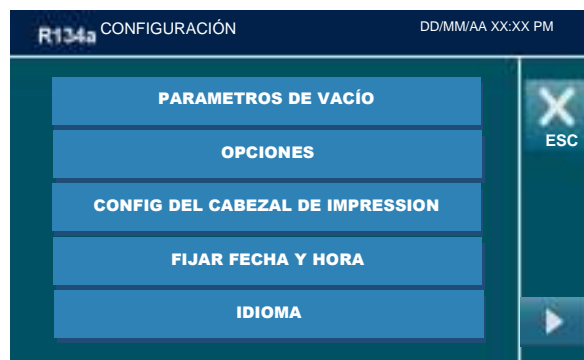 R134a CONFIGURACIÓN DD/MM/AA XX:XX PM
PARAMETROS DE VACÍO
OPCIONES
CONFIG DEL CABEZAL DE IMPRESSION
FIJAR FECHA Y HORA
IDIOMA
ESC